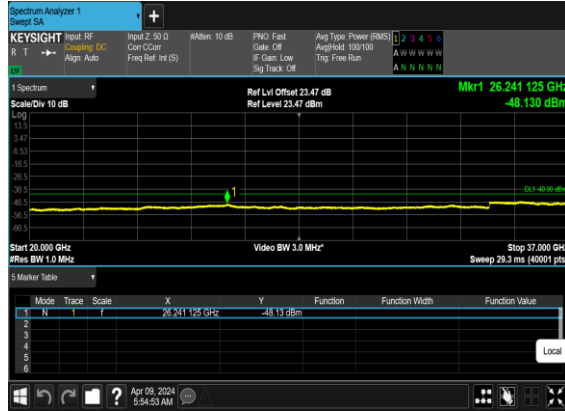 Spectrum Analyzer 1
Swept SA
+
KEYSIGHT
R T
LV
Input: RF
Coupling: DC
Align: Auto
Input Z: 50 Ω
Corr CCorr
Freq Ref: Int (S)
#Atten: 10 dB
PNO: Fast
Gate: Off
IF Gain: Low
Sig Track: Off
Avg Type: Power (RMS)
Avg|Hold: 100/100
Trig: Free Run
1 2 3 4 5 6
A W W W W W
A N N N N N
1 Spectrum
Scale/Div 10 dB
Ref Lvl Offset 23.47 dB
Ref Level 23.47 dBm
Mkr1 26.241 125 GHz
-48.130 dBm
Log
13.5
3.47
-6.53
-16.5
-26.5
-36.5
-46.5
-56.5
-66.5
1
DL1 -40.00 dBm
Start 20.000 GHz
#Res BW 1.0 MHz
Video BW 3.0 MHz*
Stop 37.000 GHz
Sweep 29.3 ms (40001 pts
5 Marker Table
Mode Trace Scale X Y Function Function Width Function Value
1 N 1 f 26.241 125 GHz -48.13 dBm
2
3
4
5
6
Local
?
Apr 09, 2024
5:54:53 AM